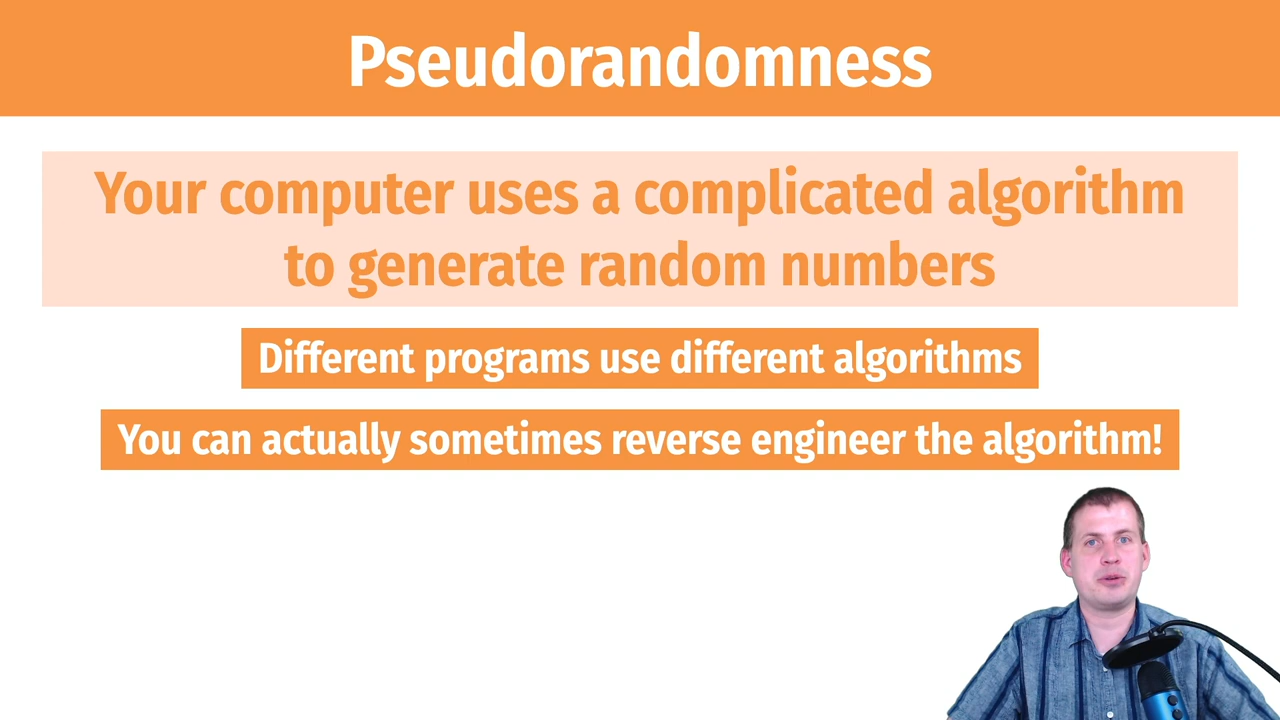 Pseudorandomness
Your computer uses a complicated algorithm
to generate random numbers
Different programs use different algorithms
You can actually sometimes reverse engineer the algorithm!